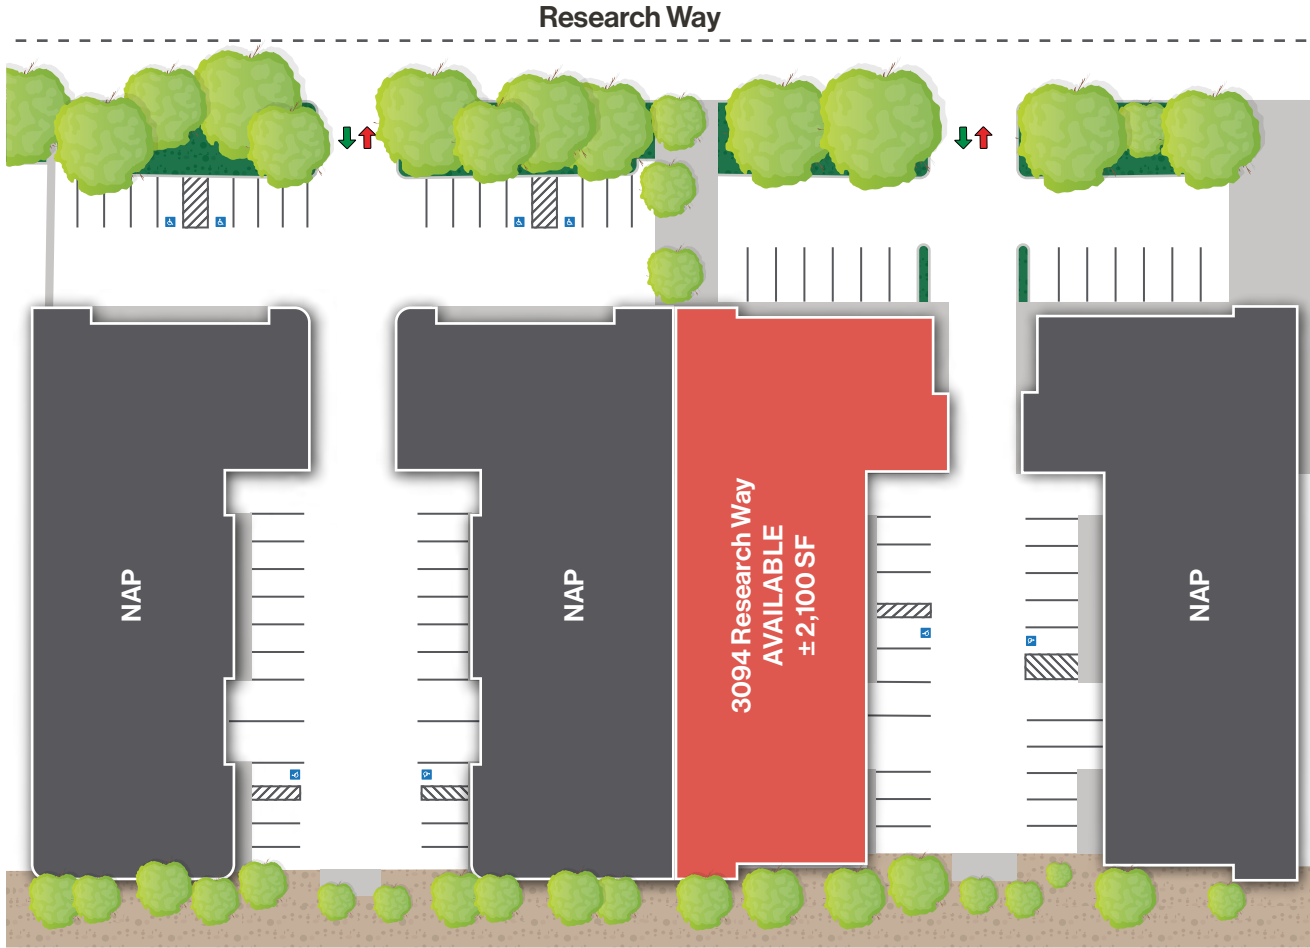 Research Way
NAP
NAP
3094 Research Way
AVAILABLE
± 2,100 SF
NAP